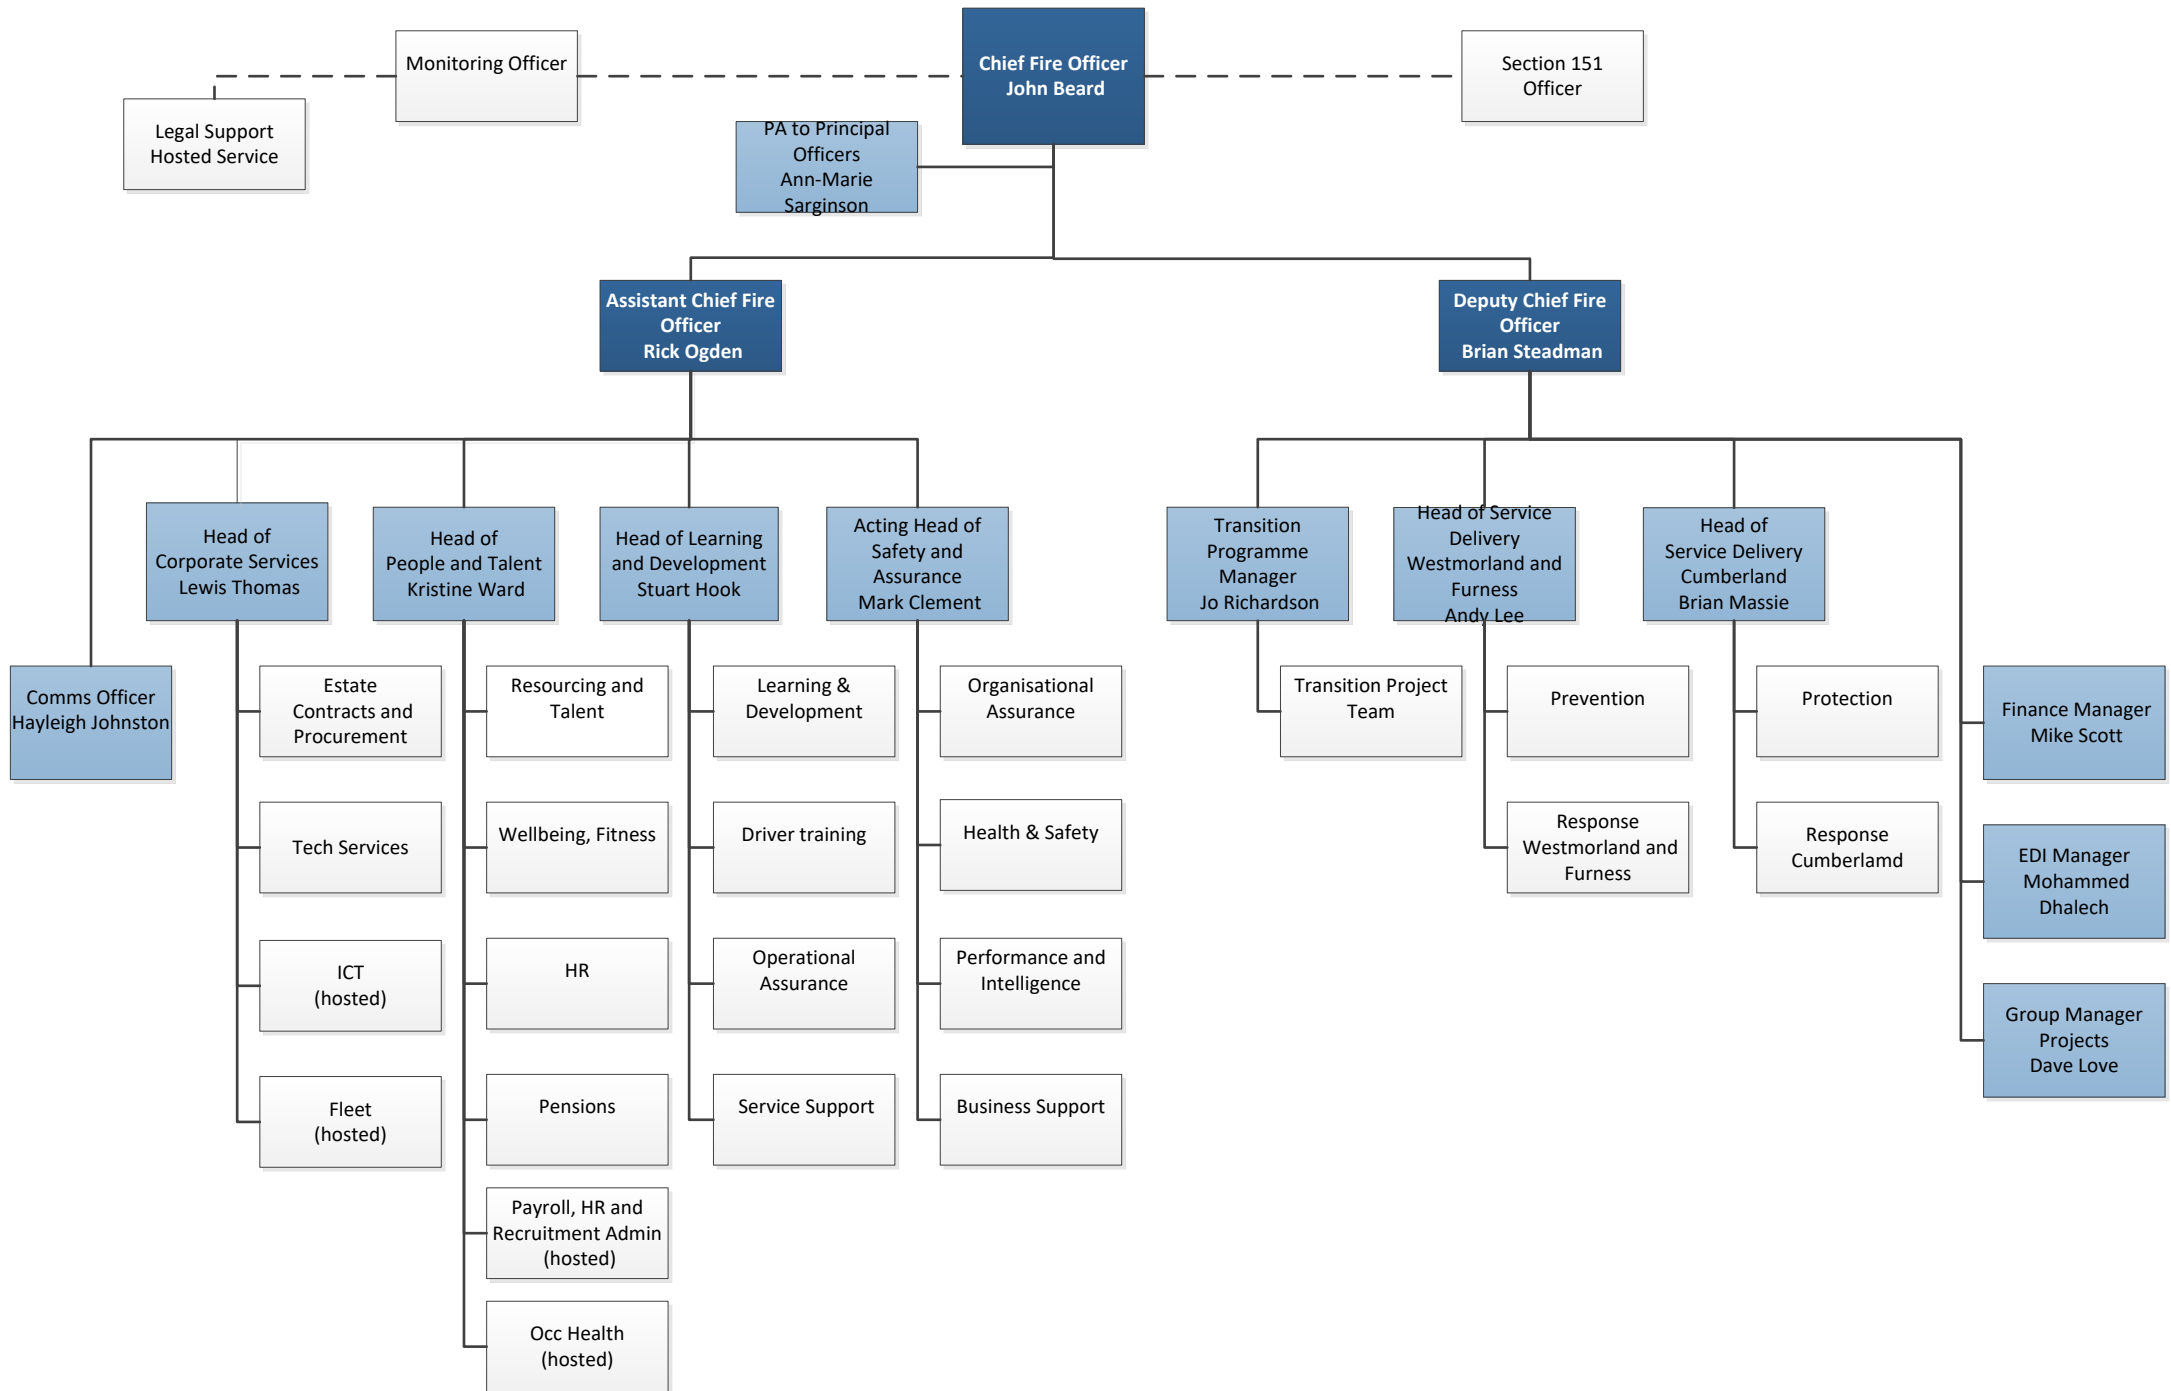 Monitoring Officer
Chief Fire Officer
John Beard
Section 151
Officer
Legal Support
Hosted Service
PA to Principal
Officers
Ann-Marie
Sarginson
Assistant Chief Fire
Officer
Rick Ogden
Deputy Chief Fire
Officer
Brian Steadman
Head of
Corporate Services
Lewis Thomas
Head of
People and Talent
Kristine Ward
Head of Learning
and Development
Stuart Hook
Acting Head of
Safety and
Assurance
Mark Clement
Transition
Programme
Manager
Jo Richardson
Head of Service
Delivery
Westmorland and
Furness
Andy Lee
Head of
Service Delivery
Cumberland
Brian Massie
Comms Officer
Hayleigh Johnston
Estate
Contracts and
Procurement
Resourcing and
Talent
Learning &
Development
Organisational
Assurance
Transition Project
Team
Prevention
Protection
Finance Manager
Mike Scott
Tech Services
Wellbeing, Fitness
Driver training
Health & Safety
Response
Westmorland and
Furness
Response
Cumberlamd
EDI Manager
Mohammed
Dhalech
ICT
(hosted)
HR
Operational
Assurance
Performance and
Intelligence
Group Manager
Projects
Dave Love
Fleet
(hosted)
Pensions
Service Support
Business Support
Payroll, HR and
Recruitment Admin
(hosted)
Occ Health
(hosted)